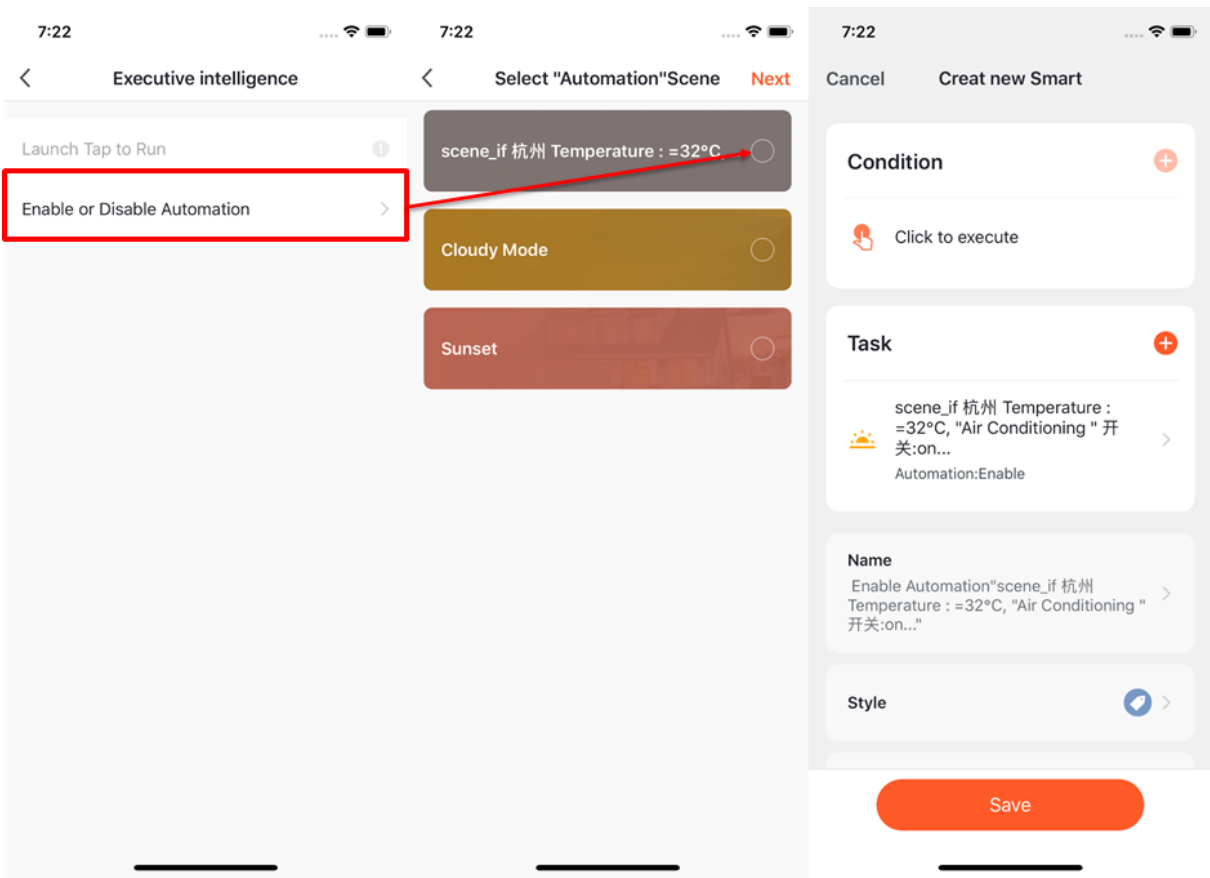 7:22
Executive intelligence
Launch Tap to Run
Enable or Disable Automation
7:22
Select "Automation"Scene
Next
scene_if 杭州 Temperature : =32°C, ...
Cloudy Mode
Sunset
7:22
Cancel
Creat new Smart
Condition
Click to execute
Task
scene_if 杭州 Temperature :
=32°C, "Air Conditioning " 开
关:on...
Automation:Enable
Name
Enable Automation"scene_if 杭州
Temperature : =32°C, "Air Conditioning "
开关:on..."
Style
Save